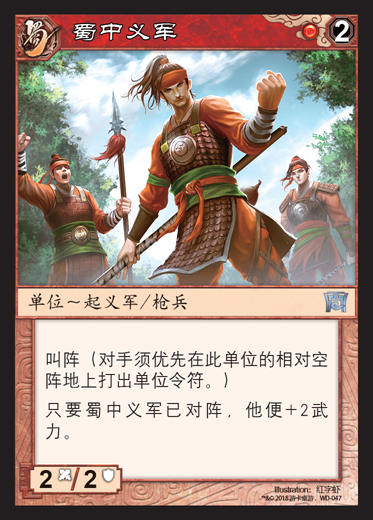 蜀
蜀中义军
2
单位～起义军/枪兵
叫阵（对手须优先在此单位的相对空
阵地上打出单位令符。）
只要蜀中义军已对阵，他便+2武
力。
2/2
Illustration: 红字虾
™&© 2018 游卡桌游. WD-047